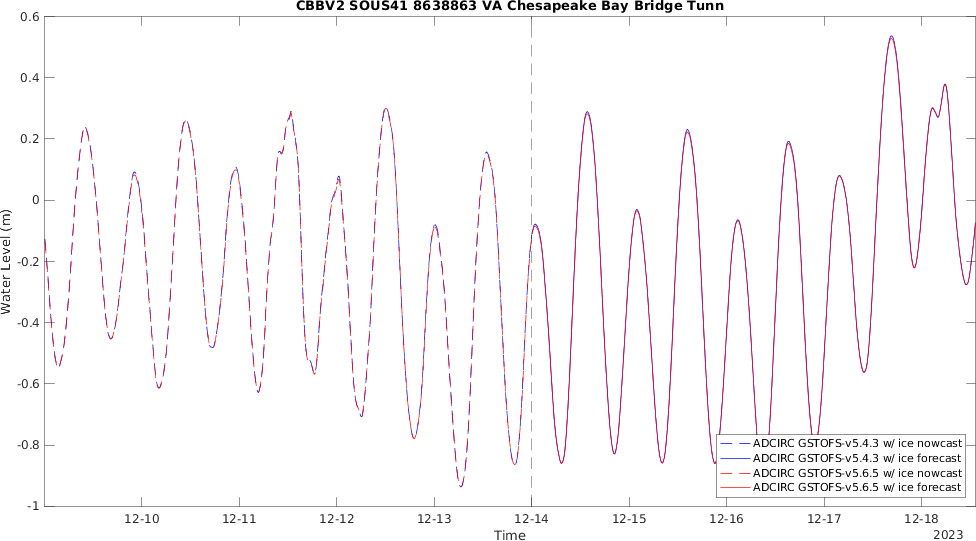 CBBV2 SOUS41 8638863 VA Chesapeake Bay Bridge Tunn
0.6
0.4
0.2
0
-0.2
-0.4
-0.6
-0.8
-1
Water Level (m)
ADCIRC GSTOFS-v5.4.3 w/ ice nowcast
ADCIRC GSTOFS-v5.4.3 w/ ice forecast
ADCIRC GSTOFS-v5.6.5 w/ ice nowcast
ADCIRC GSTOFS-v5.6.5 w/ ice forecast
12-10 12-11 12-12 12-13 12-14 12-15 12-16 12-17 12-18
Time
2023